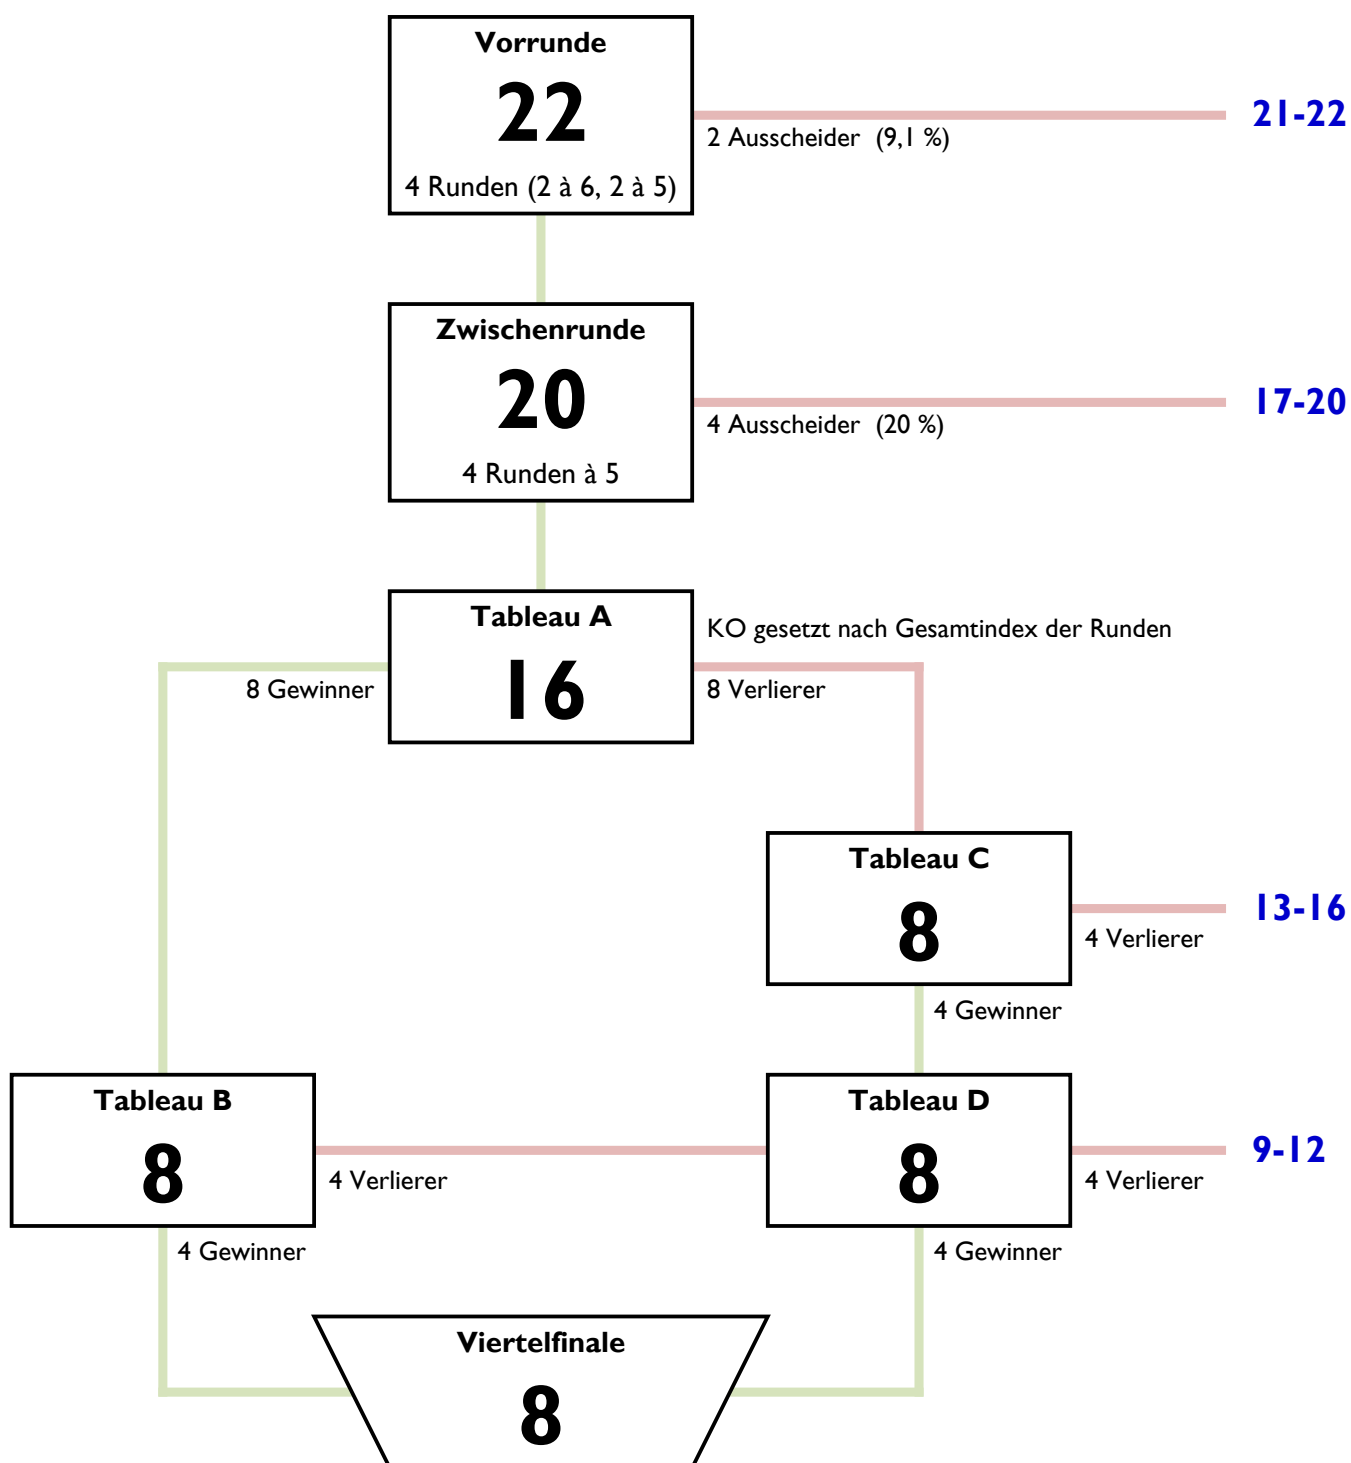 Vorrunde
22
4 Runden (2 à 6, 2 à 5)
2 Ausscheider (9,1 %)
21-22
Zwischenrunde
20
4 Runden à 5
4 Ausscheider (20 %)
17-20
Tableau A
16
KO gesetzt nach Gesamtindex der Runden
8 Gewinner
8 Verlierer
Tableau C
8
4 Verlierer
13-16
4 Gewinner
Tableau B
8
4 Verlierer
4 Gewinner
Tableau D
8
4 Verlierer
9-12
4 Gewinner
Viertelfinale
8